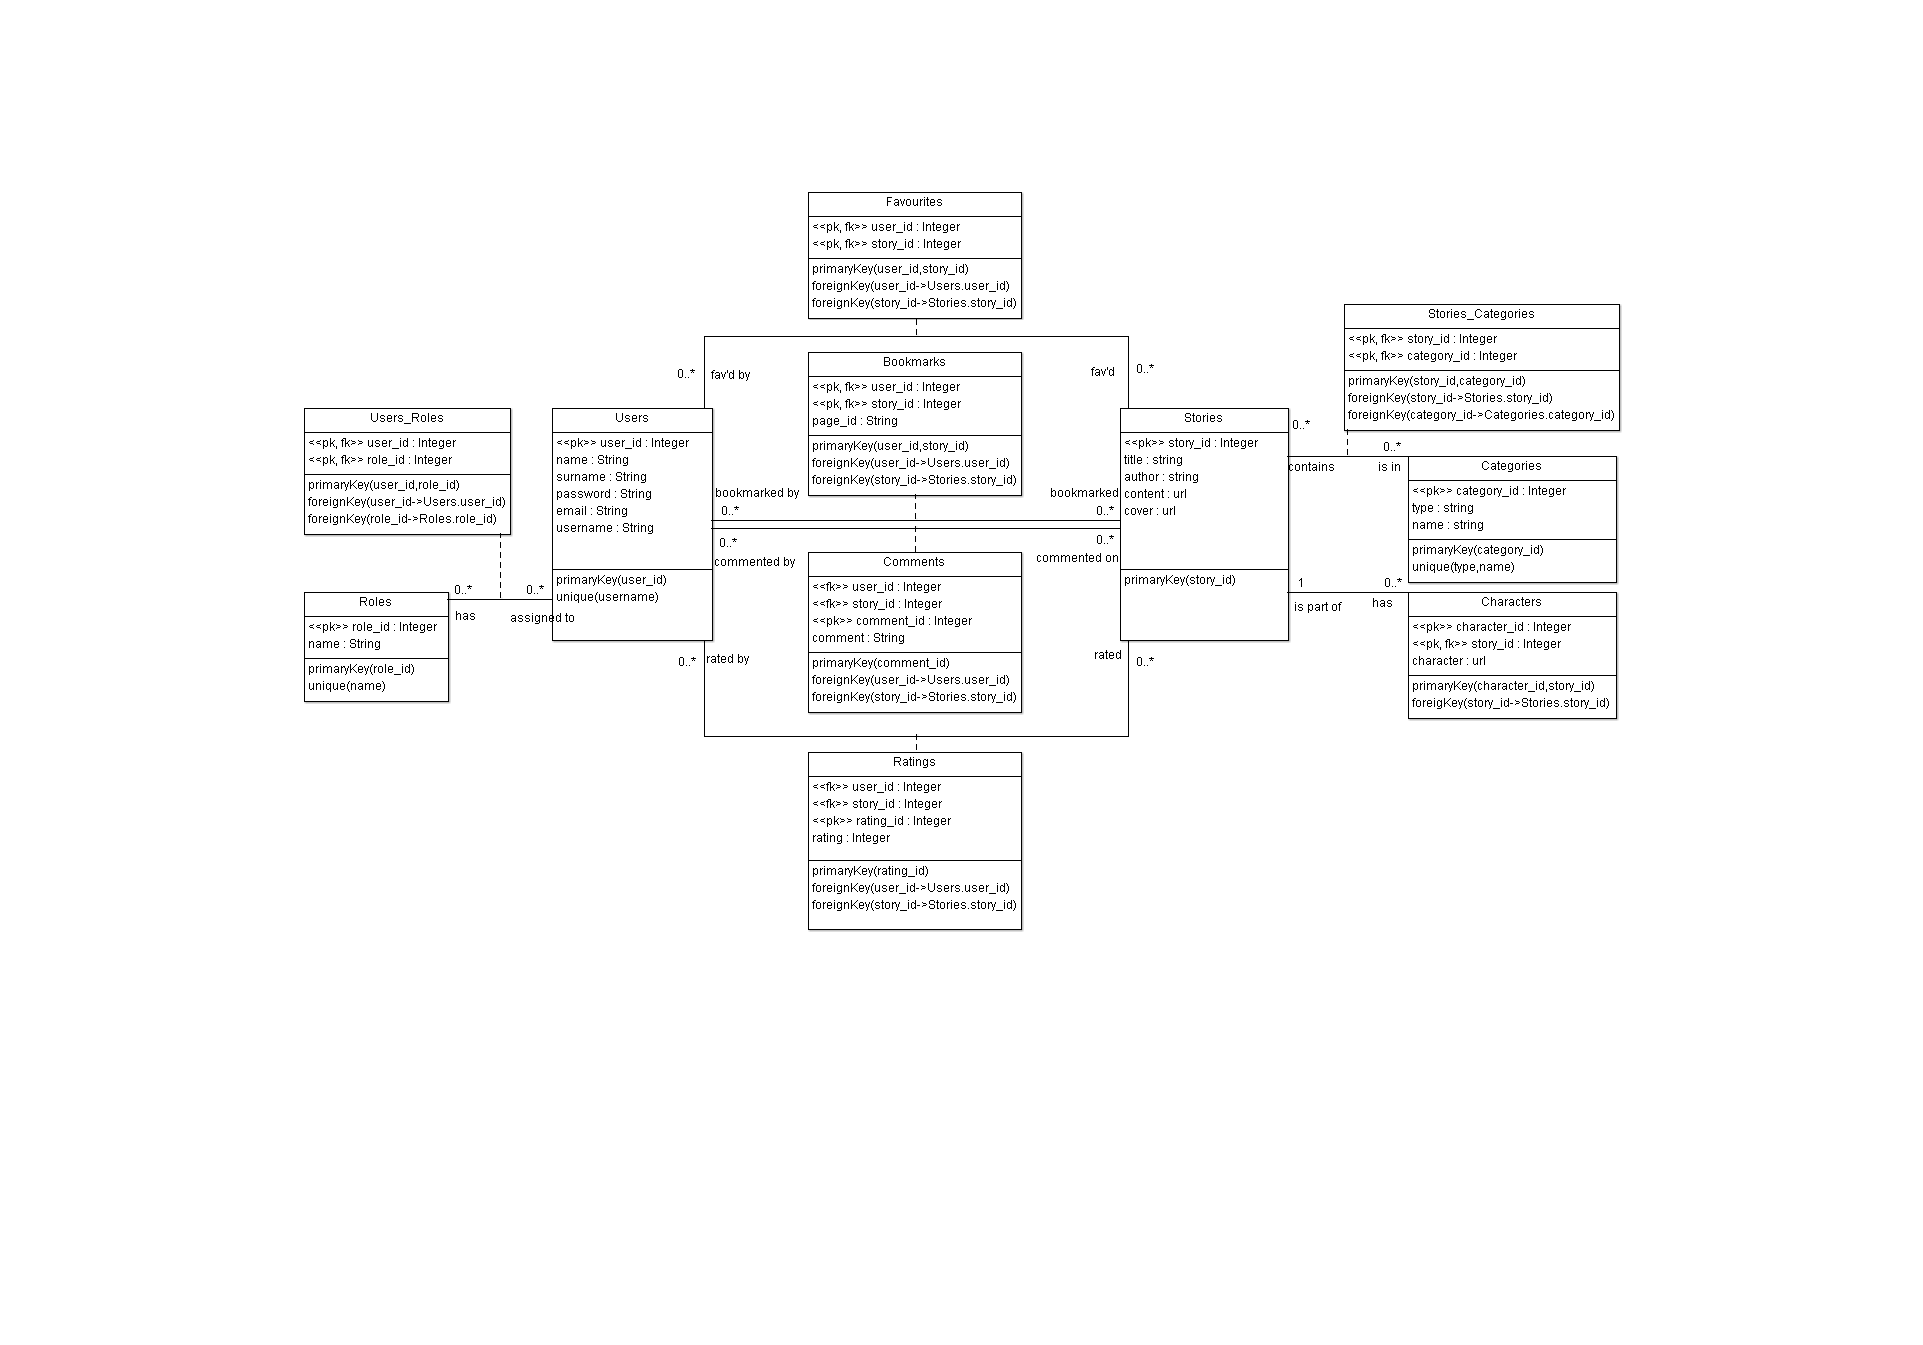 Favourites
<<pk, fk>> user_id : Integer
<<pk, fk>> story_id : Integer
primaryKey(user_id,story_id)
foreignKey(user_id->Users.user_id)
foreignKey(story_id->Stories.story_id)
0..*
fav'd by
fav'd
0..*
Bookmarks
<<pk, fk>> user_id : Integer
<<pk, fk>> story_id : Integer
page_id : String
primaryKey(user_id,story_id)
foreignKey(user_id->Users.user_id)
foreignKey(story_id->Stories.story_id)
Stories_Categories
<<pk, fk>> story_id : Integer
<<pk, fk>> category_id : Integer
primaryKey(story_id,category_id)
foreignKey(story_id->Stories.story_id)
foreignKey(category_id->Categories.category_id)
Users_Roles
<<pk, fk>> user_id : Integer
<<pk, fk>> role_id : Integer
primaryKey(user_id,role_id)
foreignKey(user_id->Users.user_id)
foreignKey(role_id->Roles.role_id)
Users
<<pk>> user_id : Integer
name : String
surname : String
password : String
email : String
username : String
primaryKey(user_id)
unique(username)
bookmarked by
0..*
bookmarked
0..*
0..*
commented by
0..*
commented on
Stories
<<pk>> story_id : Integer
title : string
author : string
content : url
cover : url
primaryKey(story_id)
0..*
contains
0..*
is in
Categories
<<pk>> category_id : Integer
type : string
name : string
primaryKey(category_id)
unique(type,name)
Comments
<<fk>> user_id : Integer
<<fk>> story_id : Integer
<<pk>> comment_id : Integer
comment : String
primaryKey(comment_id)
foreignKey(user_id->Users.user_id)
foreignKey(story_id->Stories.story_id)
0..*
has
0..*
assigned to
Roles
<<pk>> role_id : Integer
name : String
primaryKey(role_id)
unique(name)
1
is part of
0..*
has
Characters
<<pk>> character_id : Integer
<<pk, fk>> story_id : Integer
character : url
primaryKey(character_id,story_id)
foreigKey(story_id->Stories.story_id)
0..*
rated by
rated
0..*
Ratings
<<fk>> user_id : Integer
<<fk>> story_id : Integer
<<pk>> rating_id : Integer
rating : Integer
primaryKey(rating_id)
foreignKey(user_id->Users.user_id)
foreignKey(story_id->Stories.story_id)